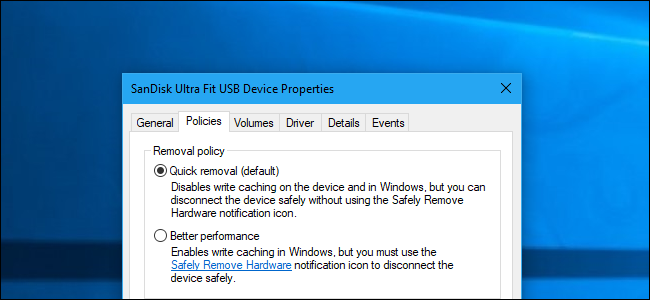 SanDisk Ultra Fit USB Device Properties
General Policies Volumes Driver Details Events
Removal policy
Quick removal (default)
Disables write caching on the device and in Windows, but you can
disconnect the device safely without using the Safely Remove
Hardware notification icon.
Better performance
Enables write caching in Windows, but you must use the
Safely Remove Hardware notification icon to disconnect the
device safely.